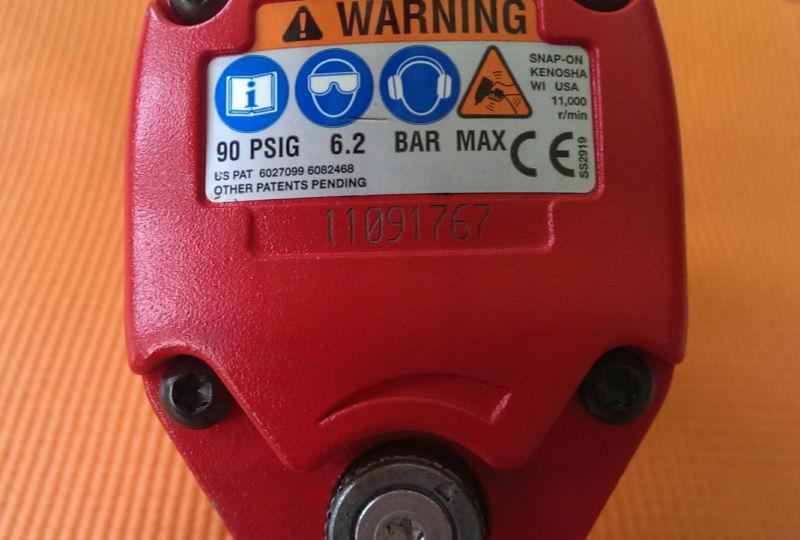 WARNING
SNAP-ON
KENOSHA
WI USA
11,000
r/min
90 PSIG 6.2 BAR MAX CE
SS2919
US PAT 6027099 6082468
OTHER PATENTS PENDING
11091767